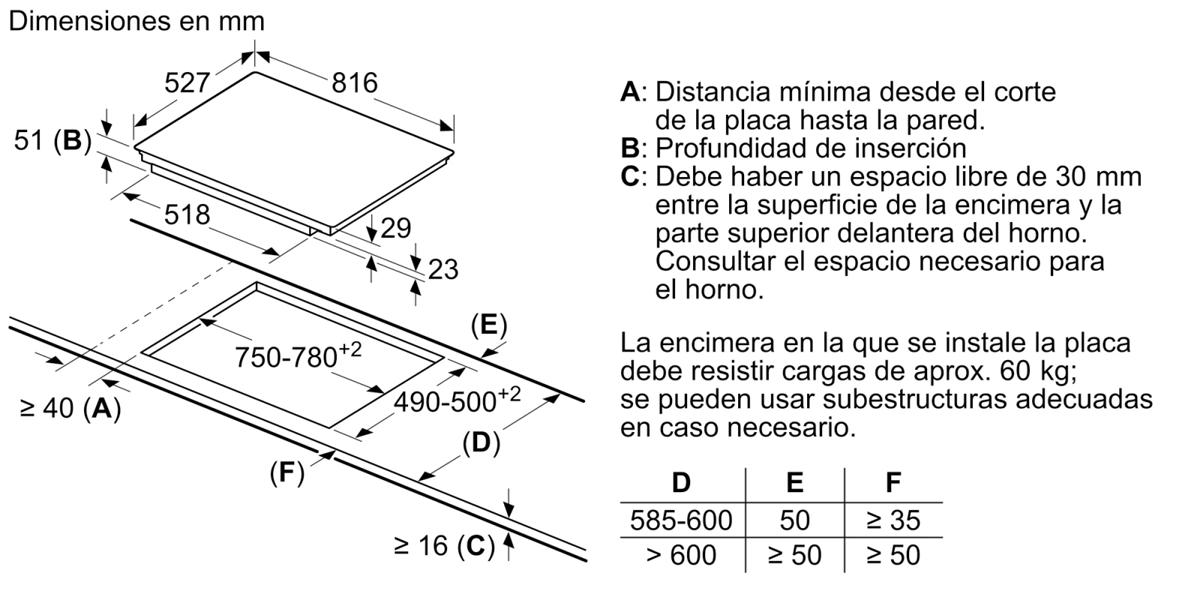 Dimensiones en mm
527
816
51 (B)
518
29
23
(E)
750-780+2
490-500+2
≥ 40 (A)
(D)
(F)
≥ 16 (C)
A: Distancia mínima desde el corte
de la placa hasta la pared.
B: Profundidad de inserción
C: Debe haber un espacio libre de 30 mm
entre la superficie de la encimera y la
parte superior delantera del horno.
Consultar el espacio necesario para
el horno.
La encimera en la que se instale la placa
debe resistir cargas de aprox. 60 kg;
se pueden usar subestructuras adecuadas
en caso necesario.
D E F
585-600 50 ≥ 35
> 600 ≥ 50 ≥ 50